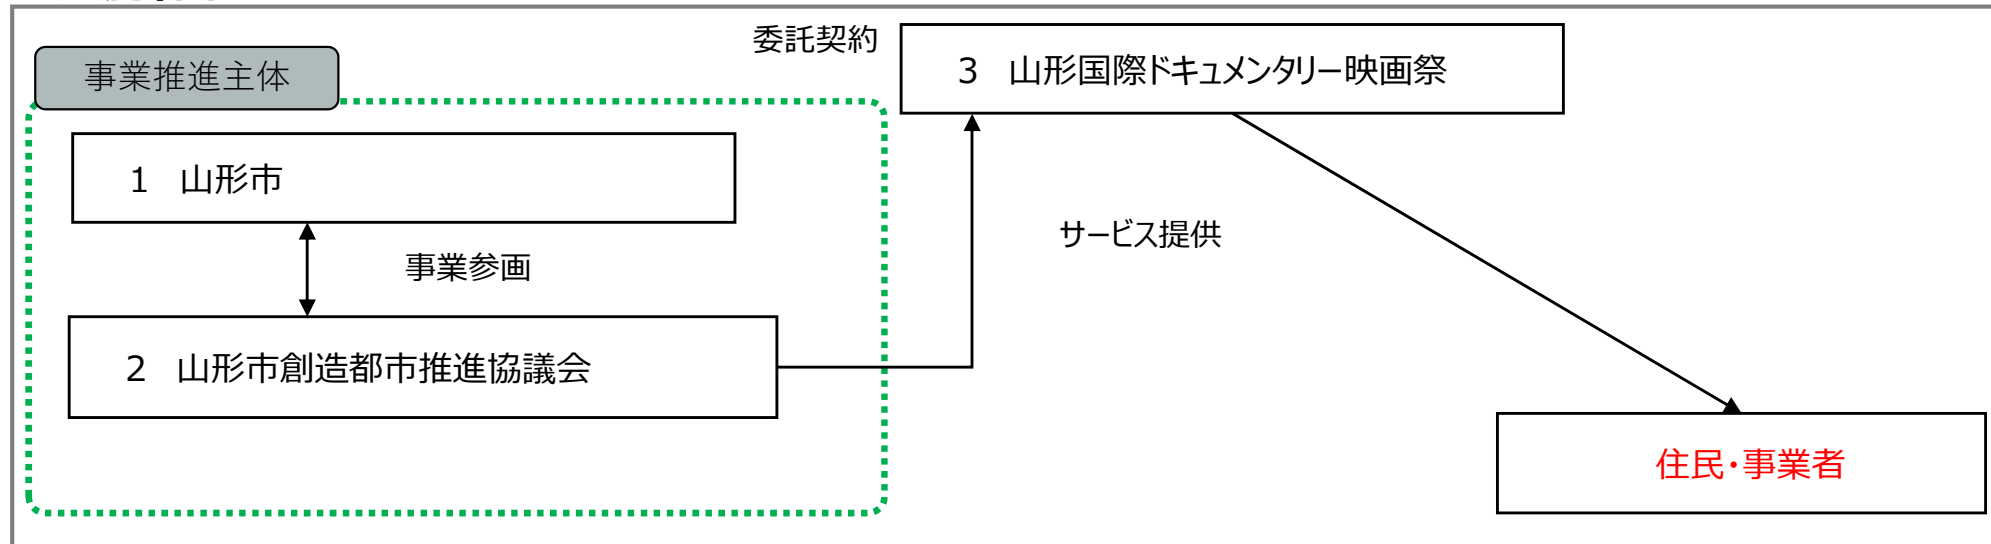 事業推進主体
委託契約
3 山形国際ドキュメンタリー映画祭
1 山形市
事業参画
サービス提供
2 山形市創造都市推進協議会
住民・事業者